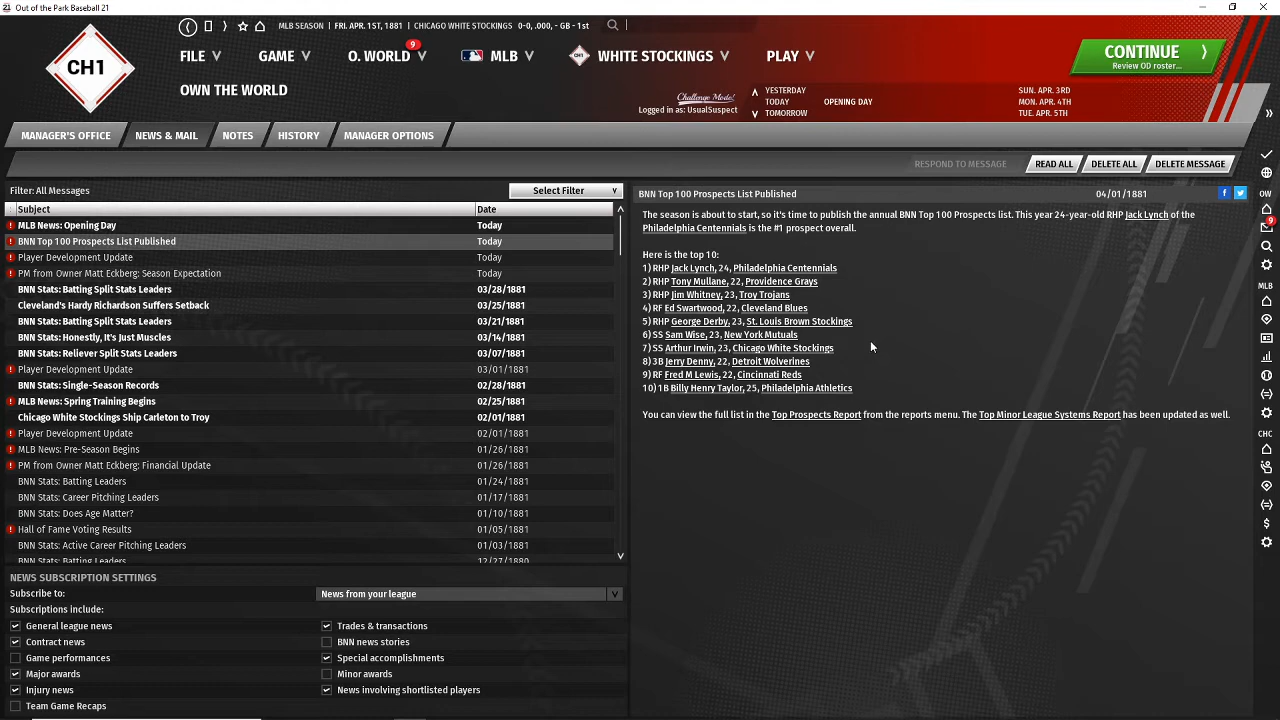 Out of the Park Baseball 21
MLB SEASON | FRI. APR. 1ST, 1881 | CHICAGO WHITE STOCKINGS 0-0, .000, - GB - 1st
CH1
FILE GAME O. WORLD 9 MLB CH1 WHITE STOCKINGS PLAY
CONTINUE
Review OD roster...
OWN THE WORLD
Challenge Mode!
Logged in as: UsualSuspect
YESTERDAY
TODAY OPENING DAY
TOMORROW
SUN. APR. 3RD
MON. APR. 4TH
TUE. APR. 5TH
MANAGER'S OFFICE NEWS & MAIL NOTES HISTORY MANAGER OPTIONS
RESPOND TO MESSAGE READ ALL DELETE ALL DELETE MESSAGE
Filter: All Messages Select Filter
Subject Date
MLB News: Opening Day Today
BNN Top 100 Prospects List Published Today
Player Development Update Today
PM from Owner Matt Eckberg: Season Expectation Today
BNN Stats: Batting Split Stats Leaders 03/28/1881
Cleveland's Hardy Richardson Suffers Setback 03/25/1881
BNN Stats: Batting Split Stats Leaders 03/21/1881
BNN Stats: Honestly, It's Just Muscles 03/14/1881
BNN Stats: Reliever Split Stats Leaders 03/07/1881
Player Development Update 03/01/1881
BNN Stats: Single-Season Records 02/28/1881
MLB News: Spring Training Begins 02/25/1881
Chicago White Stockings Ship Carleton to Troy 02/01/1881
Player Development Update 02/01/1881
MLB News: Pre-Season Begins 01/26/1881
PM from Owner Matt Eckberg: Financial Update 01/26/1881
BNN Stats: Batting Leaders 01/24/1881
BNN Stats: Career Pitching Leaders 01/17/1881
BNN Stats: Does Age Matter? 01/10/1881
Hall of Fame Voting Results 01/05/1881
BNN Stats: Active Career Pitching Leaders 01/03/1881
BNN Stats: Batting Leaders 12/27/1880
NEWS SUBSCRIPTION SETTINGS
Subscribe to: News from your league
Subscriptions include:
General league news Trades & transactions
Contract news BNN news stories
Game performances Special accomplishments
Major awards Minor awards
Injury news News involving shortlisted players
Team Game Recaps
BNN Top 100 Prospects List Published 04/01/1881
The season is about to start, so it's time to publish the annual BNN Top 100 Prospects list. This year 24-year-old RHP Jack Lynch of the
Philadelphia Centennials is the #1 prospect overall.
Here is the top 10:
1) RHP Jack Lynch, 24, Philadelphia Centennials
2) RHP Tony Mullane, 22, Providence Grays
3) RHP Jim Whitney, 23, Troy Trojans
4) RF Ed Swartwood, 22, Cleveland Blues
5) RHP George Derby, 23, St. Louis Brown Stockings
6) SS Sam Wise, 23, New York Mutuals
7) SS Arthur Irwin, 23, Chicago White Stockings
8) 3B Jerry Denny, 22, Detroit Wolverines
9) RF Fred M Lewis, 22, Cincinnati Reds
10) 1B Billy Henry Taylor, 25, Philadelphia Athletics
You can view the full list in the Top Prospects Report from the reports menu. The Top Minor League Systems Report has been updated as well.
OW
9
MLB
CHC